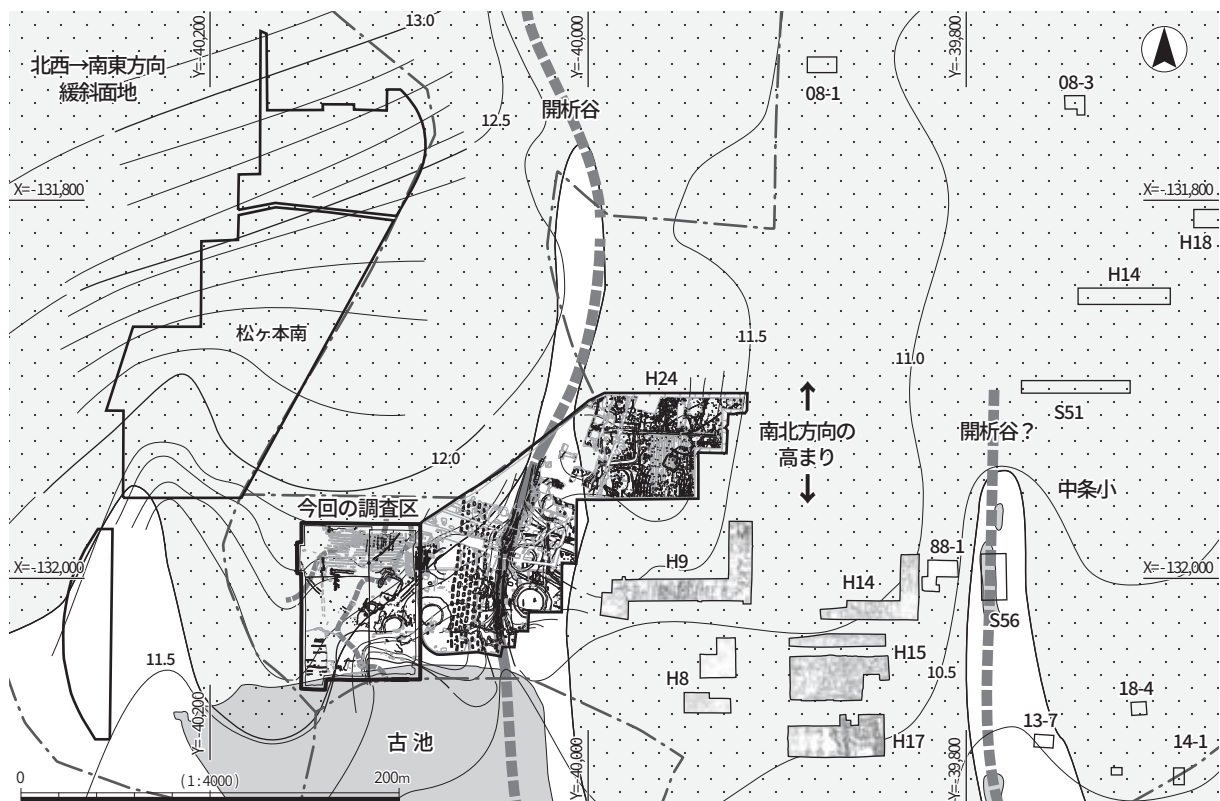 13.0
Y=-40,200
Y=-40,000
Y=-39,800
北西→南東方向
緩斜面地
開析谷
08-1
08-3
12.5
X=-131,800
X=-131,800
H18
H14
松ヶ本南
11.5
11.0
H24
S51
南北方向の
高まり
開析谷?
12.0
中条小
今回の調査区
X=-132,000
X=-132,000
H9
H14
88-1
S56
11.5
H8
H15
10.5
18-4
Y=-40,200
古池
Y=-40,000
H17
Y=-39,800
13-7
14-1
0
(1:4000)
200m